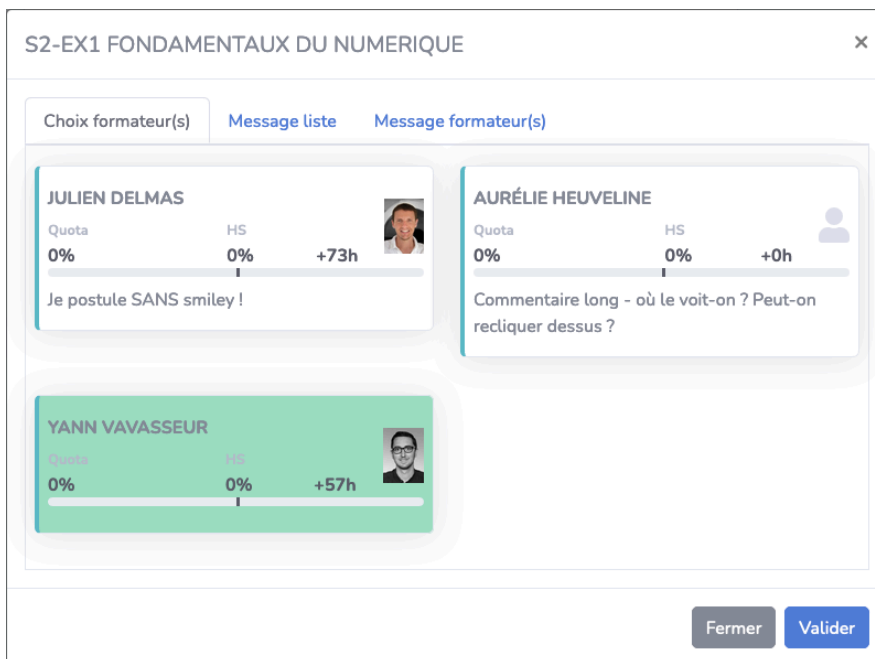 S2-EX1 FONDAMENTAUX DU NUMERIQUE ×
Choix formateur(s) Message liste Message formateur(s)
JULIEN DELMAS
Quota HS
0% 0% +73h
Je postule SANS smiley !
AURÉLIE HEUVELINE
Quota HS
0% 0% +0h
Commentaire long - où le voit-on ? Peut-on
recliquer dessus ?
YANN VAVASSEUR
Quota HS
0% 0% +57h
Fermer Valider